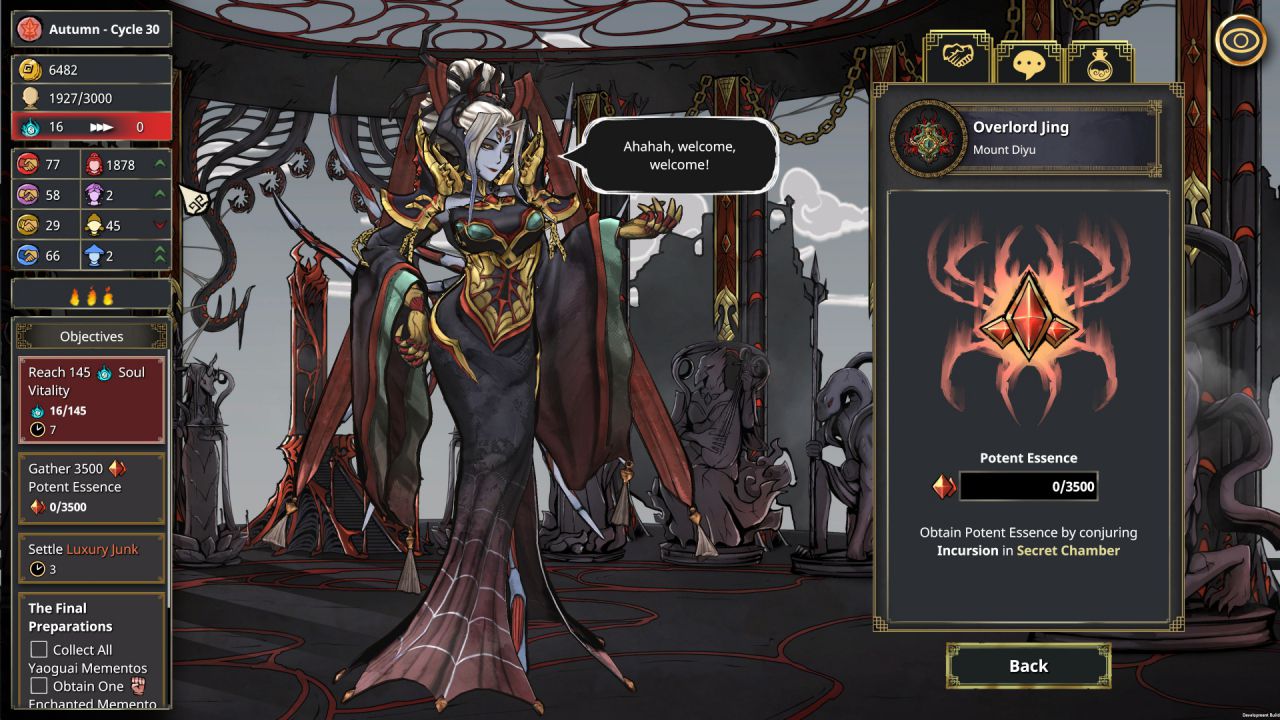 Autumn - Cycle 30
6482
1927/3000
16 0
77 1878
58 2
29 45
66 2
Objectives
Reach 145 Soul
Vitality
16/145
7
Gather 3500
Potent Essence
0/3500
Settle Luxury Junk
3
The Final
Preparations
Collect All
Yaoguai Mementos
Obtain One
Enchanted Memento
Ahahah, welcome,
welcome!
Overlord Jing
Mount Diyu
Potent Essence
0/3500
Obtain Potent Essence by conjuring
Incursion in Secret Chamber
Back
Development Build